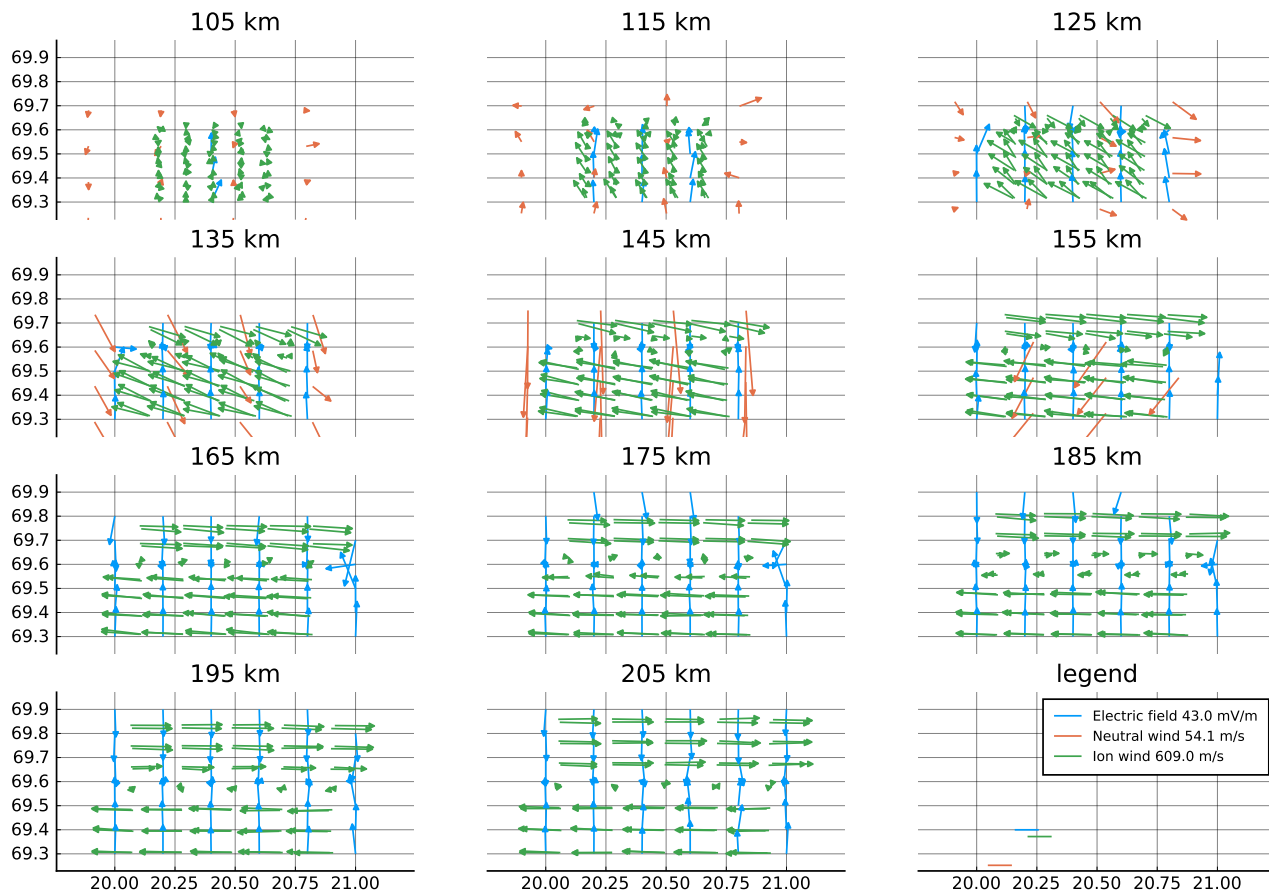 105 km
115 km
125 km
69.9
69.8
69.7
69.6
69.5
69.4
69.3
135 km
145 km
155 km
69.9
69.8
69.7
69.6
69.5
69.4
69.3
165 km
175 km
185 km
69.9
69.8
69.7
69.6
69.5
69.4
69.3
195 km
205 km
legend
69.9
69.8
69.7
69.6
69.5
69.4
69.3
Electric field 43.0 mV/m
Neutral wind 54.1 m/s
Ion wind 609.0 m/s
20.00 20.25 20.50 20.75 21.00
20.00 20.25 20.50 20.75 21.00
20.00 20.25 20.50 20.75 21.00